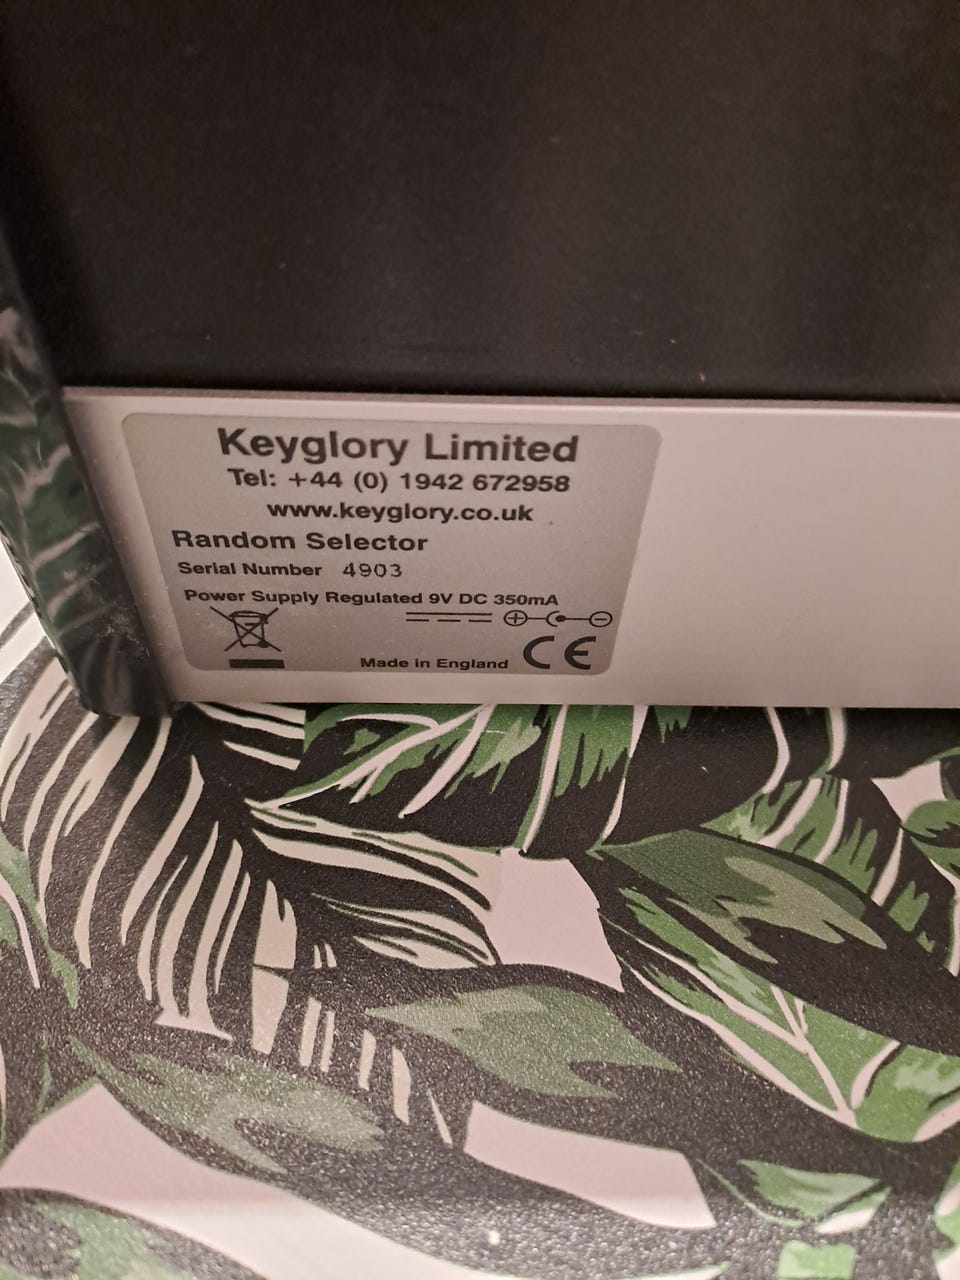 Keyglory Limited
Tel: +44 (0) 1942 672958
www.keyglory.co.uk
Random Selector
Serial Number 4903
Power Supply Regulated 9V DC 350mA
Made in England CE